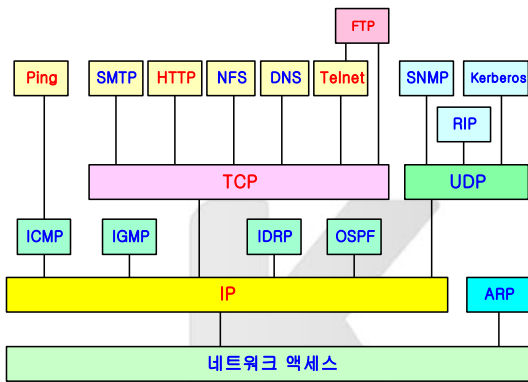 FTP
Ping
SMTP
HTTP
NFS
DNS
Telnet
SNMP
Kerberos
RIP
TCP
UDP
ICMP
IGMP
IDRP
OSPF
IP
ARP
네트워크 액세스